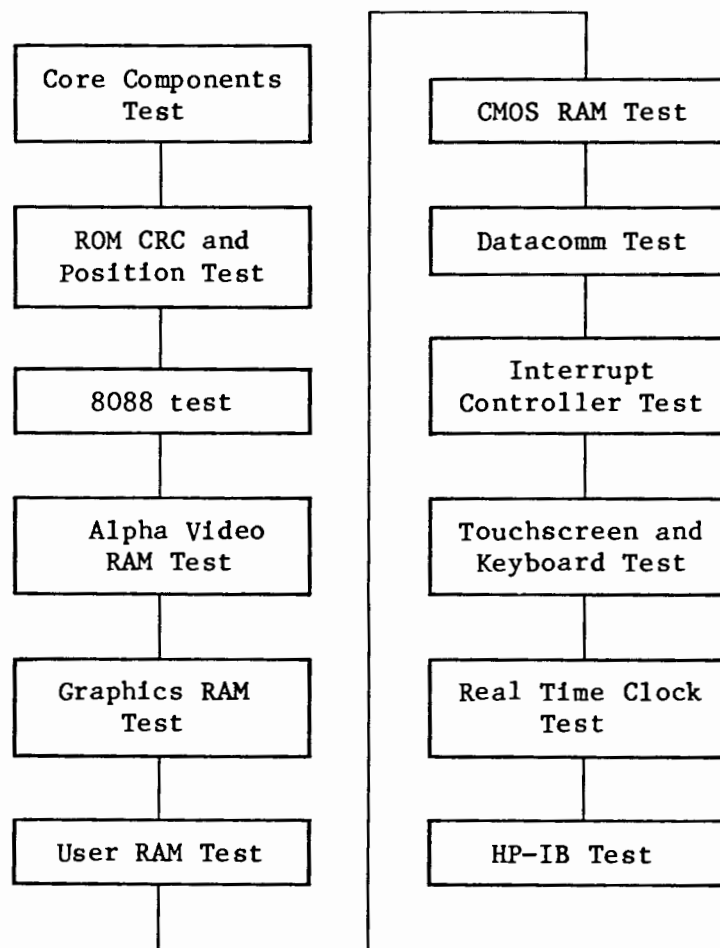 Core Components
Test
ROM CRC and
Position Test
8088 test
Alpha Video
RAM Test
Graphics RAM
Test
User RAM Test
CMOS RAM Test
Datacomm Test
Interrupt
Controller Test
Touchscreen and
Keyboard Test
Real Time Clock
Test
HP-IB Test